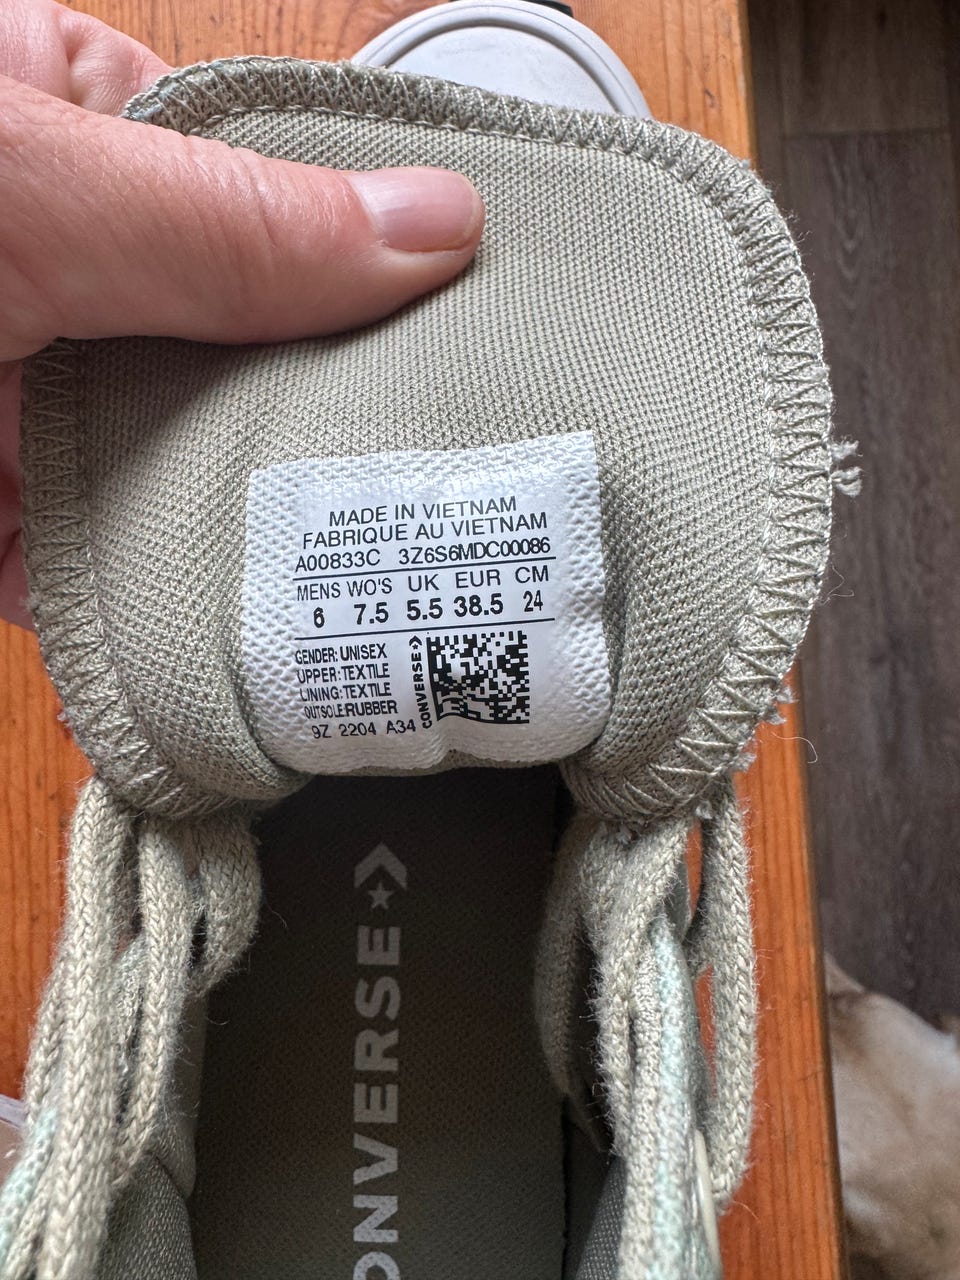 MADE IN VIETNAM
FABRIQUE AU VIETNAM
A00833C 3Z6S6MDC00086
MENS WO'S UK EUR CM
6 7.5 5.5 38.5 24
GENDER: UNISEX
UPPER: TEXTILE
LINING: TEXTILE
OUTSOLE: RUBBER
9Z 2204 A34
CONVERSE
ONVERSE